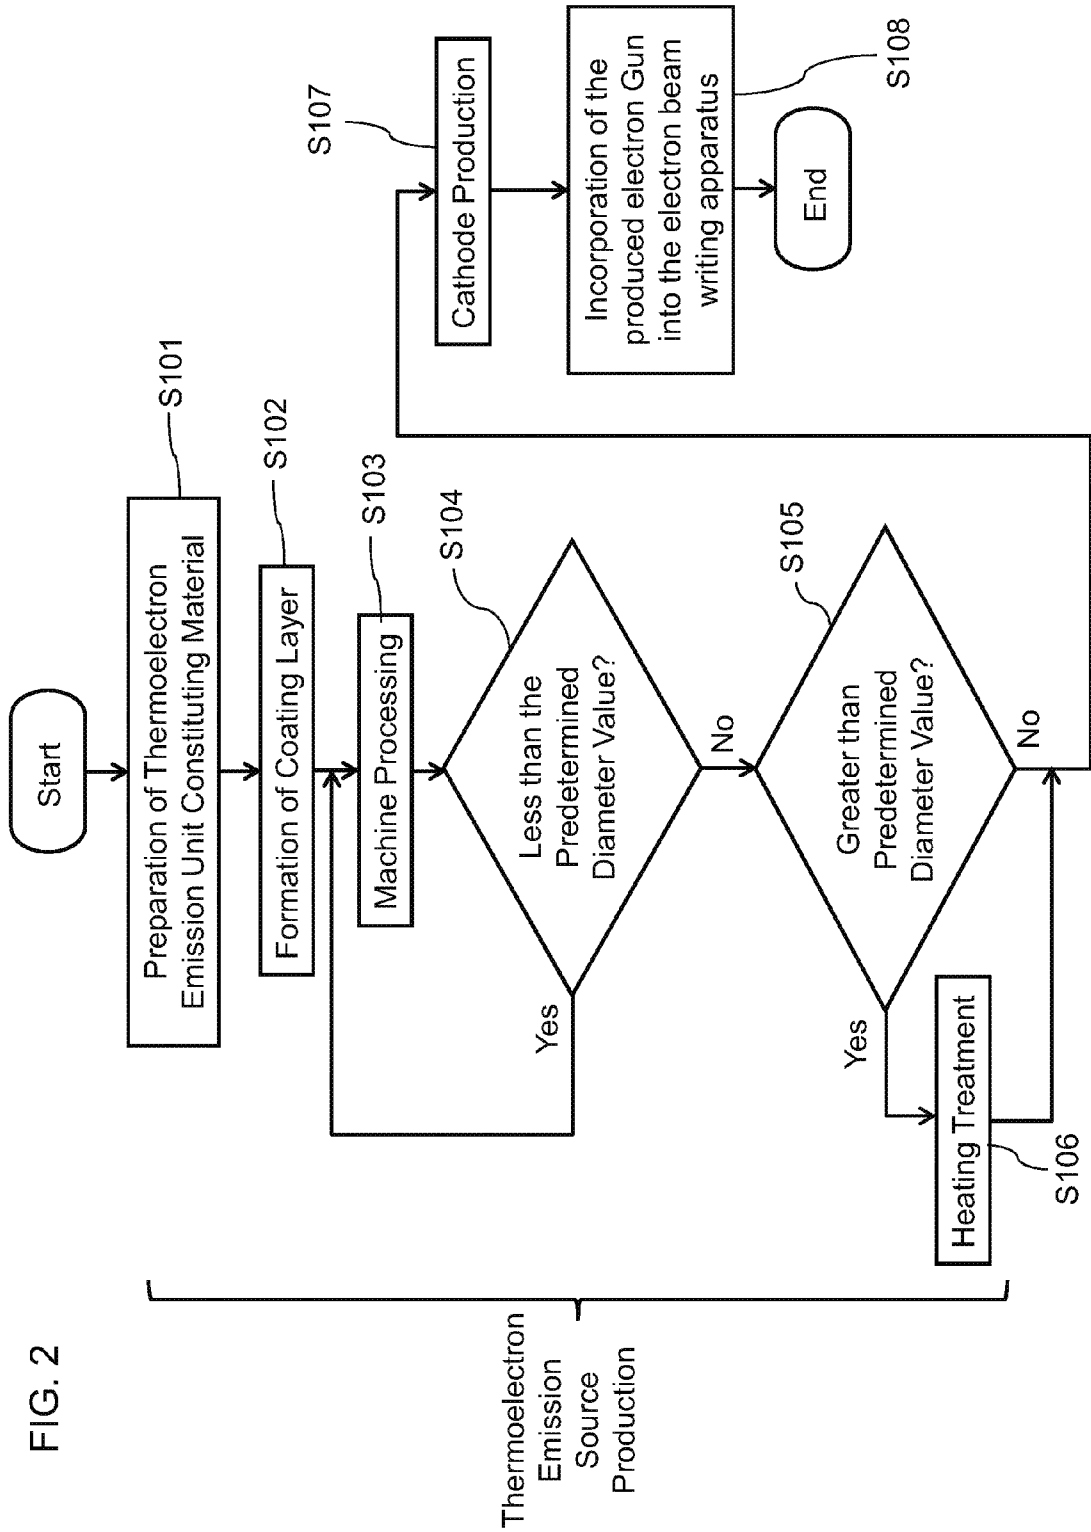 FIG. 2
Start
Preparation of Thermoelectron
Emission Unit Constituting Material
S101
Formation of Coating Layer
S102
Machine Processing
S103
Less than the
Predetermined
Diameter Value?
S104
Yes
No
Greater than
Predetermined
Diameter Value?
S105
Yes
No
Heating Treatment
S106
Thermoelectron
Emission
Source
Production
S107
Cathode Production
Incorporation of the
produced electron Gun
into the electron beam
writing apparatus
S108
End